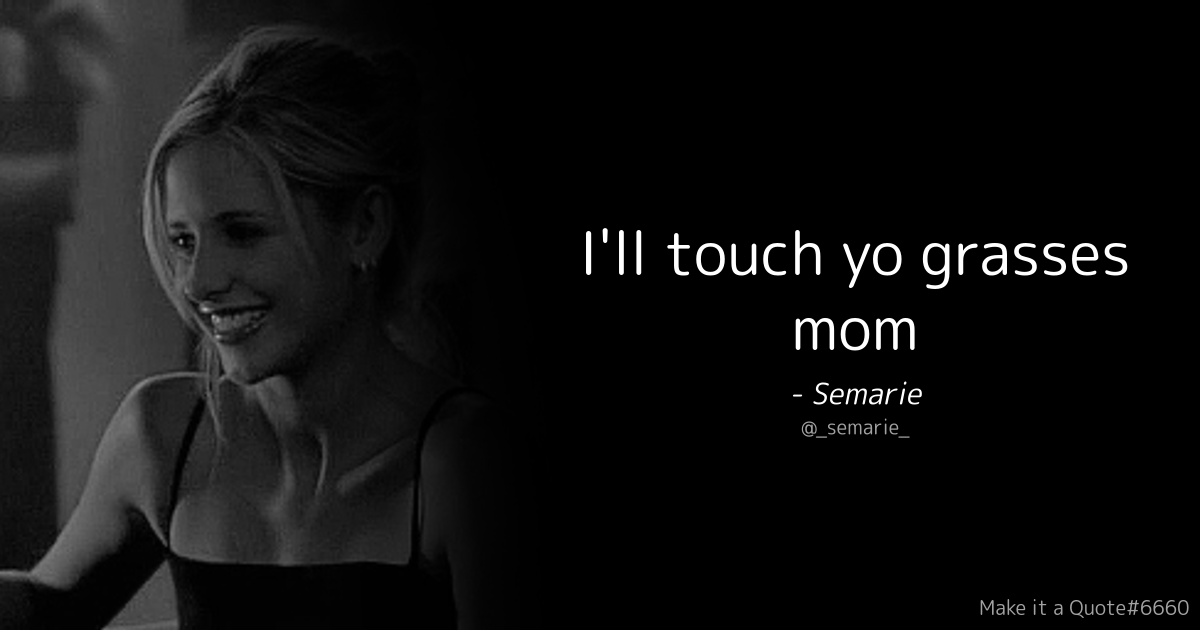 I'll touch yo grasses
mom
- Semarie
@_semarie_
Make it a Quote#6660